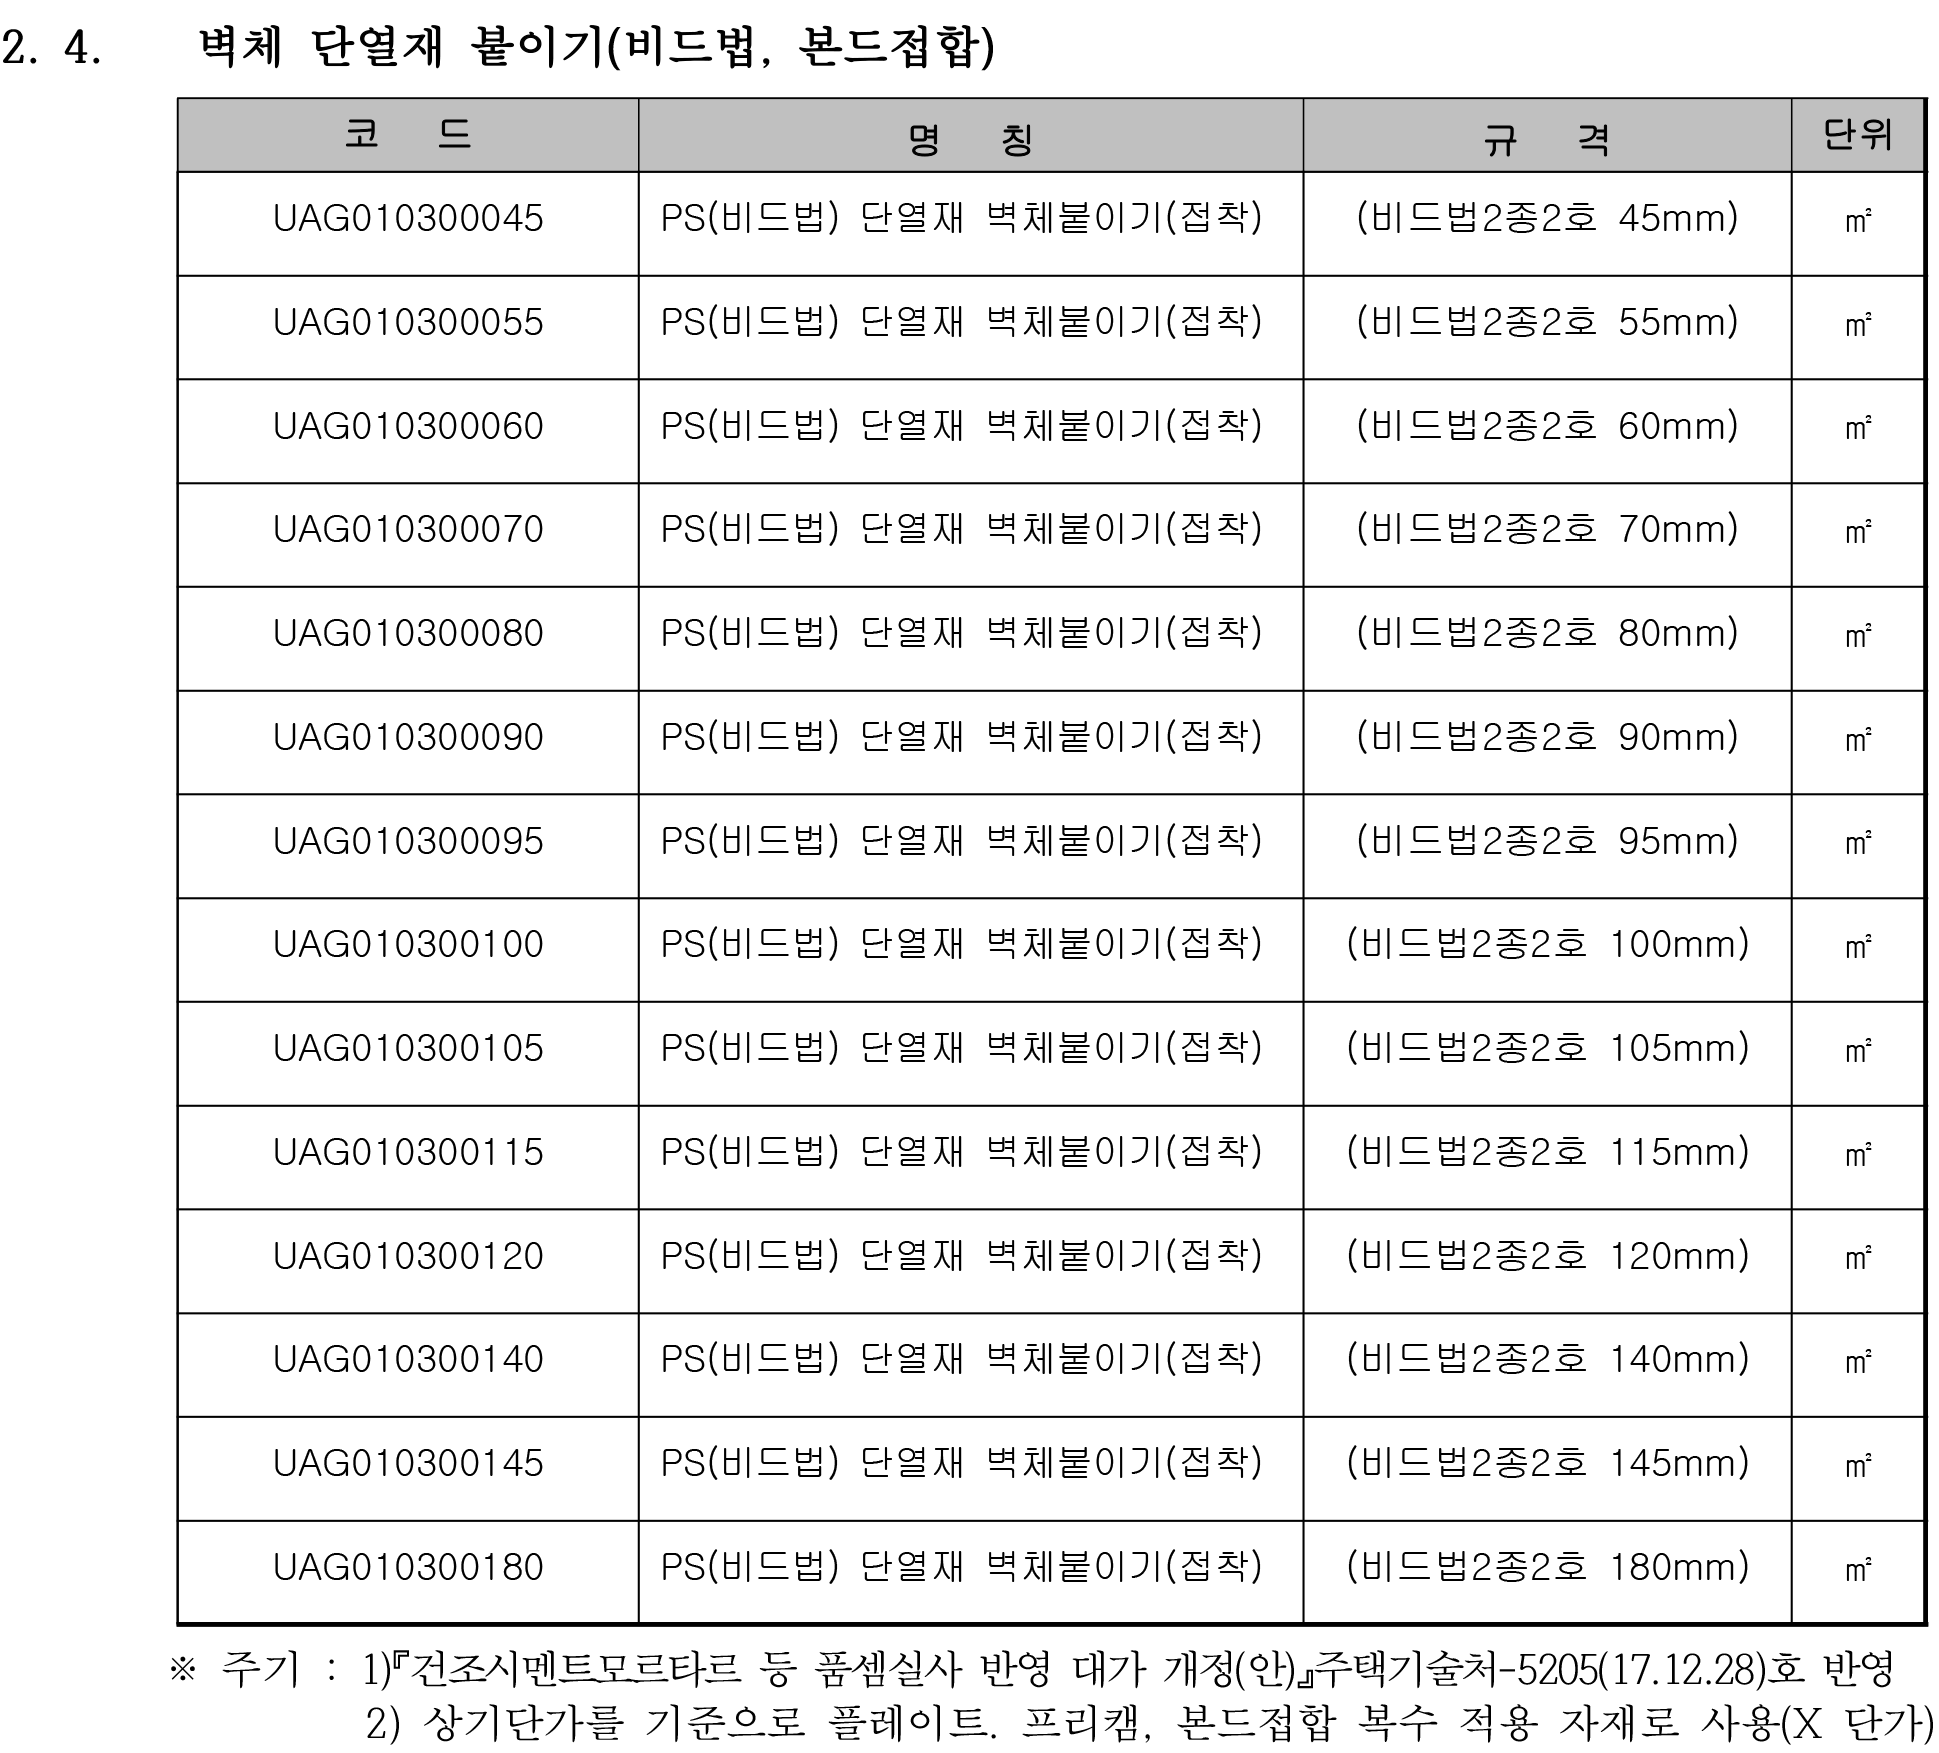 2. 4. 벽체 단열재 붙이기(비드법, 본드접합)
코 드 명 칭 규 격 단위
UAG010300045 PS(비드법) 단열재 벽체붙이기(접착) (비드법2종2호 45mm) ㎡
UAG010300055 PS(비드법) 단열재 벽체붙이기(접착) (비드법2종2호 55mm) ㎡
UAG010300060 PS(비드법) 단열재 벽체붙이기(접착) (비드법2종2호 60mm) ㎡
UAG010300070 PS(비드법) 단열재 벽체붙이기(접착) (비드법2종2호 70mm) ㎡
UAG010300080 PS(비드법) 단열재 벽체붙이기(접착) (비드법2종2호 80mm) ㎡
UAG010300090 PS(비드법) 단열재 벽체붙이기(접착) (비드법2종2호 90mm) ㎡
UAG010300095 PS(비드법) 단열재 벽체붙이기(접착) (비드법2종2호 95mm) ㎡
UAG010300100 PS(비드법) 단열재 벽체붙이기(접착) (비드법2종2호 100mm) ㎡
UAG010300105 PS(비드법) 단열재 벽체붙이기(접착) (비드법2종2호 105mm) ㎡
UAG010300115 PS(비드법) 단열재 벽체붙이기(접착) (비드법2종2호 115mm) ㎡
UAG010300120 PS(비드법) 단열재 벽체붙이기(접착) (비드법2종2호 120mm) ㎡
UAG010300140 PS(비드법) 단열재 벽체붙이기(접착) (비드법2종2호 140mm) ㎡
UAG010300145 PS(비드법) 단열재 벽체붙이기(접착) (비드법2종2호 145mm) ㎡
UAG010300180 PS(비드법) 단열재 벽체붙이기(접착) (비드법2종2호 180mm) ㎡
※ 주기 : 1)『건조시멘트모르타르 등 품셈실사 반영 대가 개정(안)』주택기술처-5205(17.12.28)호 반영
2) 상기단가를 기준으로 플레이트. 프리캠, 본드접합 복수 적용 자재로 사용(X 단가)